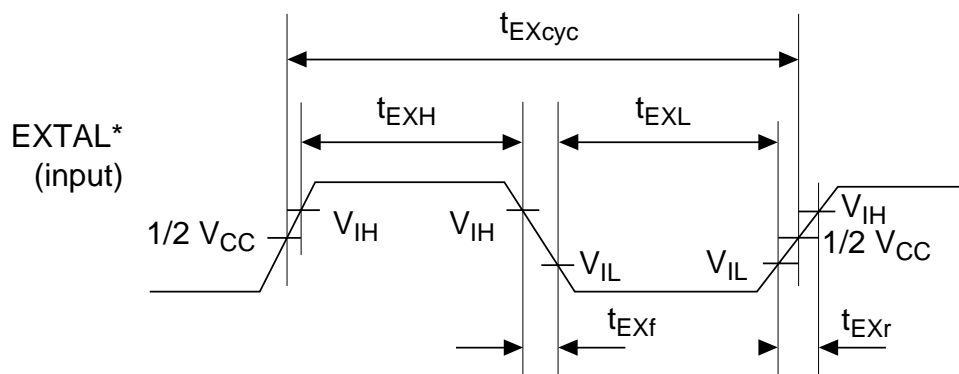 tEXcyc
tEXH
tEXL
EXTAL*
(input)
1/2 VCC
VIH
VIH
VIL
VIL
VIH
1/2 VCC
tEXf
tEXr